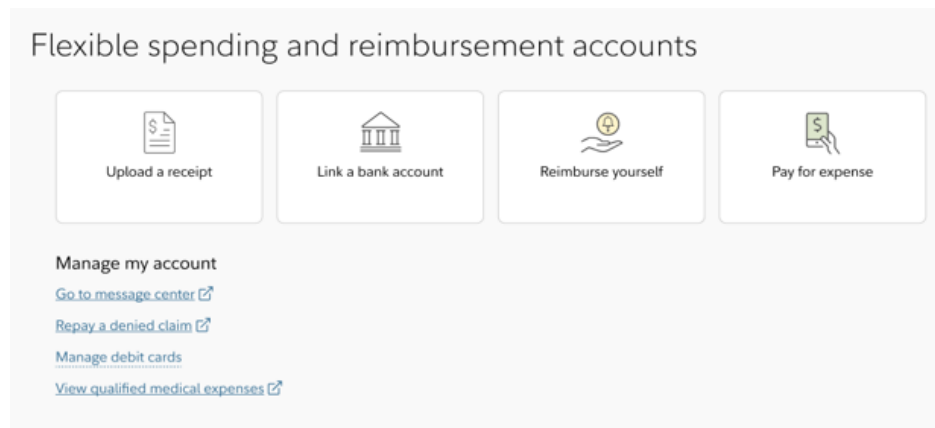 Flexible spending and reimbursement accounts
$
$
Upload a receipt
Link a bank account
Reimburse yourself
Pay for expense
Manage my account
Go to message center
Repay a denied claim
Manage debit cards
View qualified medical expenses